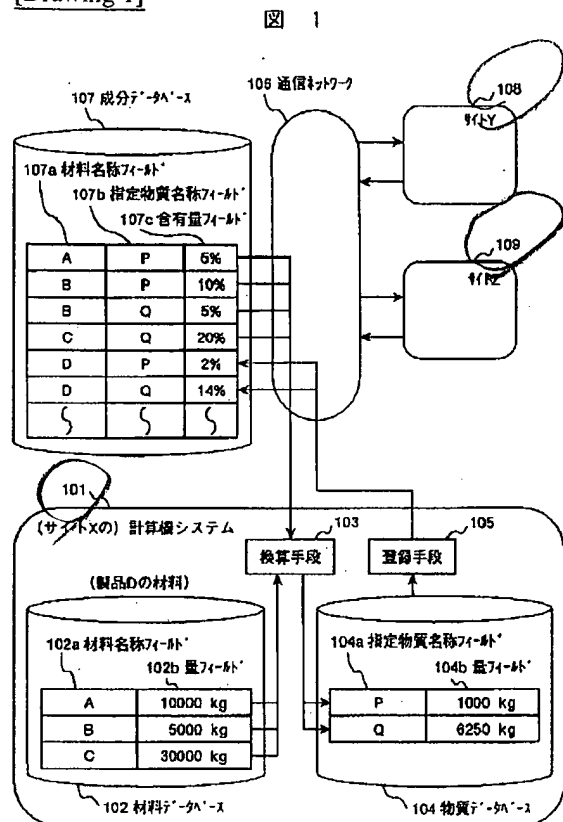 [Drawing 1]
図 1
106 通信ネットワーク
108
サイトY
109
サイトZ
107 成分データベース
107a 材料名称フィールド
107b 指定物質名称フィールド
107c 含有量フィールド
A P 5%
B P 10%
B Q 5%
C Q 20%
D P 2%
D Q 14%
101
(サイトXの) 計算機システム
103
換算手段
105
登録手段
(製品Dの材料)
102a 材料名称フィールド
102b 量フィールド
A 10000 kg
B 5000 kg
C 30000 kg
102 材料データベース
104a 指定物質名称フィールド
104b 量フィールド
P 1000 kg
Q 6250 kg
104 物質データベース